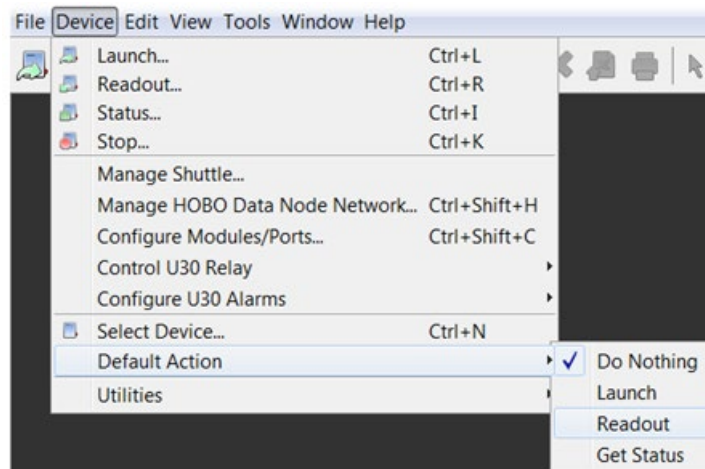 File Device Edit View Tools Window Help
Launch... Ctrl+L
Readout... Ctrl+R
Status... Ctrl+I
Stop... Ctrl+K
Manage Shuttle...
Manage HOBO Data Node Network... Ctrl+Shift+H
Configure Modules/Ports... Ctrl+Shift+C
Control U30 Relay
Configure U30 Alarms
Select Device... Ctrl+N
Default Action
Utilities
Do Nothing
Launch
Readout
Get Status